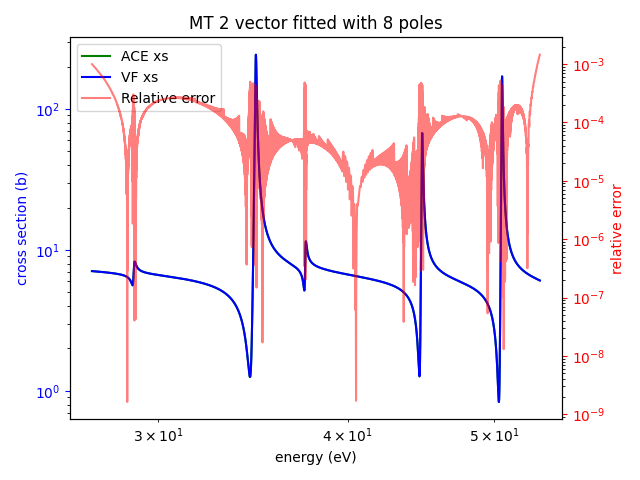 MT 2 vector fitted with 8 poles
ACE xs
VF xs
Relative error
cross section (b)
10²
10¹
10⁰
10⁻³
10⁻⁴
10⁻⁵
10⁻⁶
10⁻⁷
10⁻⁸
10⁻⁹
relative error
3 × 10¹
4 × 10¹
5 × 10¹
energy (eV)